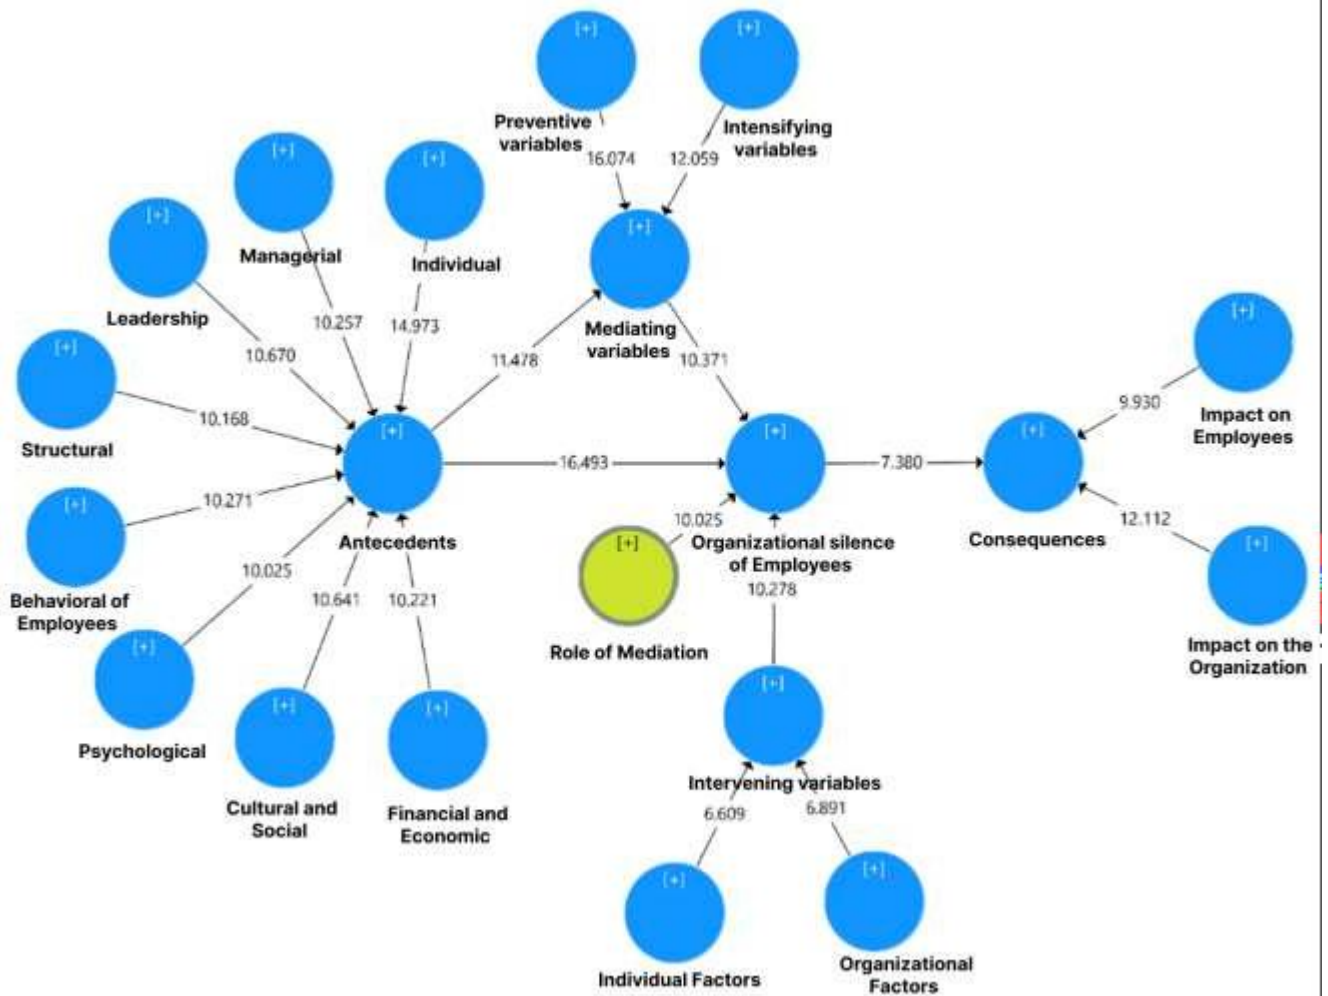 [+]
[+]
Preventive
variables
Intensifying
variables
16.074
12.059
[+]
[+]
[+]
Managerial
Individual
[+]
Leadership
10.257
14.973
10.670
Mediating
variables
11.478
10.371
[+]
Structural
10.168
[+]
Impact on
Employees
9.930
[+]
Antecedents
16.493
[+]
Organizational silence
of Employees
7.380
[+]
Consequences
12.112
[+]
Impact on the
Organization
[+]
Behavioral of
Employees
10.271
10.025
[+]
Role of Mediation
10.278
[+]
Psychological
10.025
10.641
10.221
[+]
Cultural and
Social
[+]
Financial and
Economic
[+]
Intervening variables
6.609
6.891
[+]
Individual Factors
[+]
Organizational
Factors